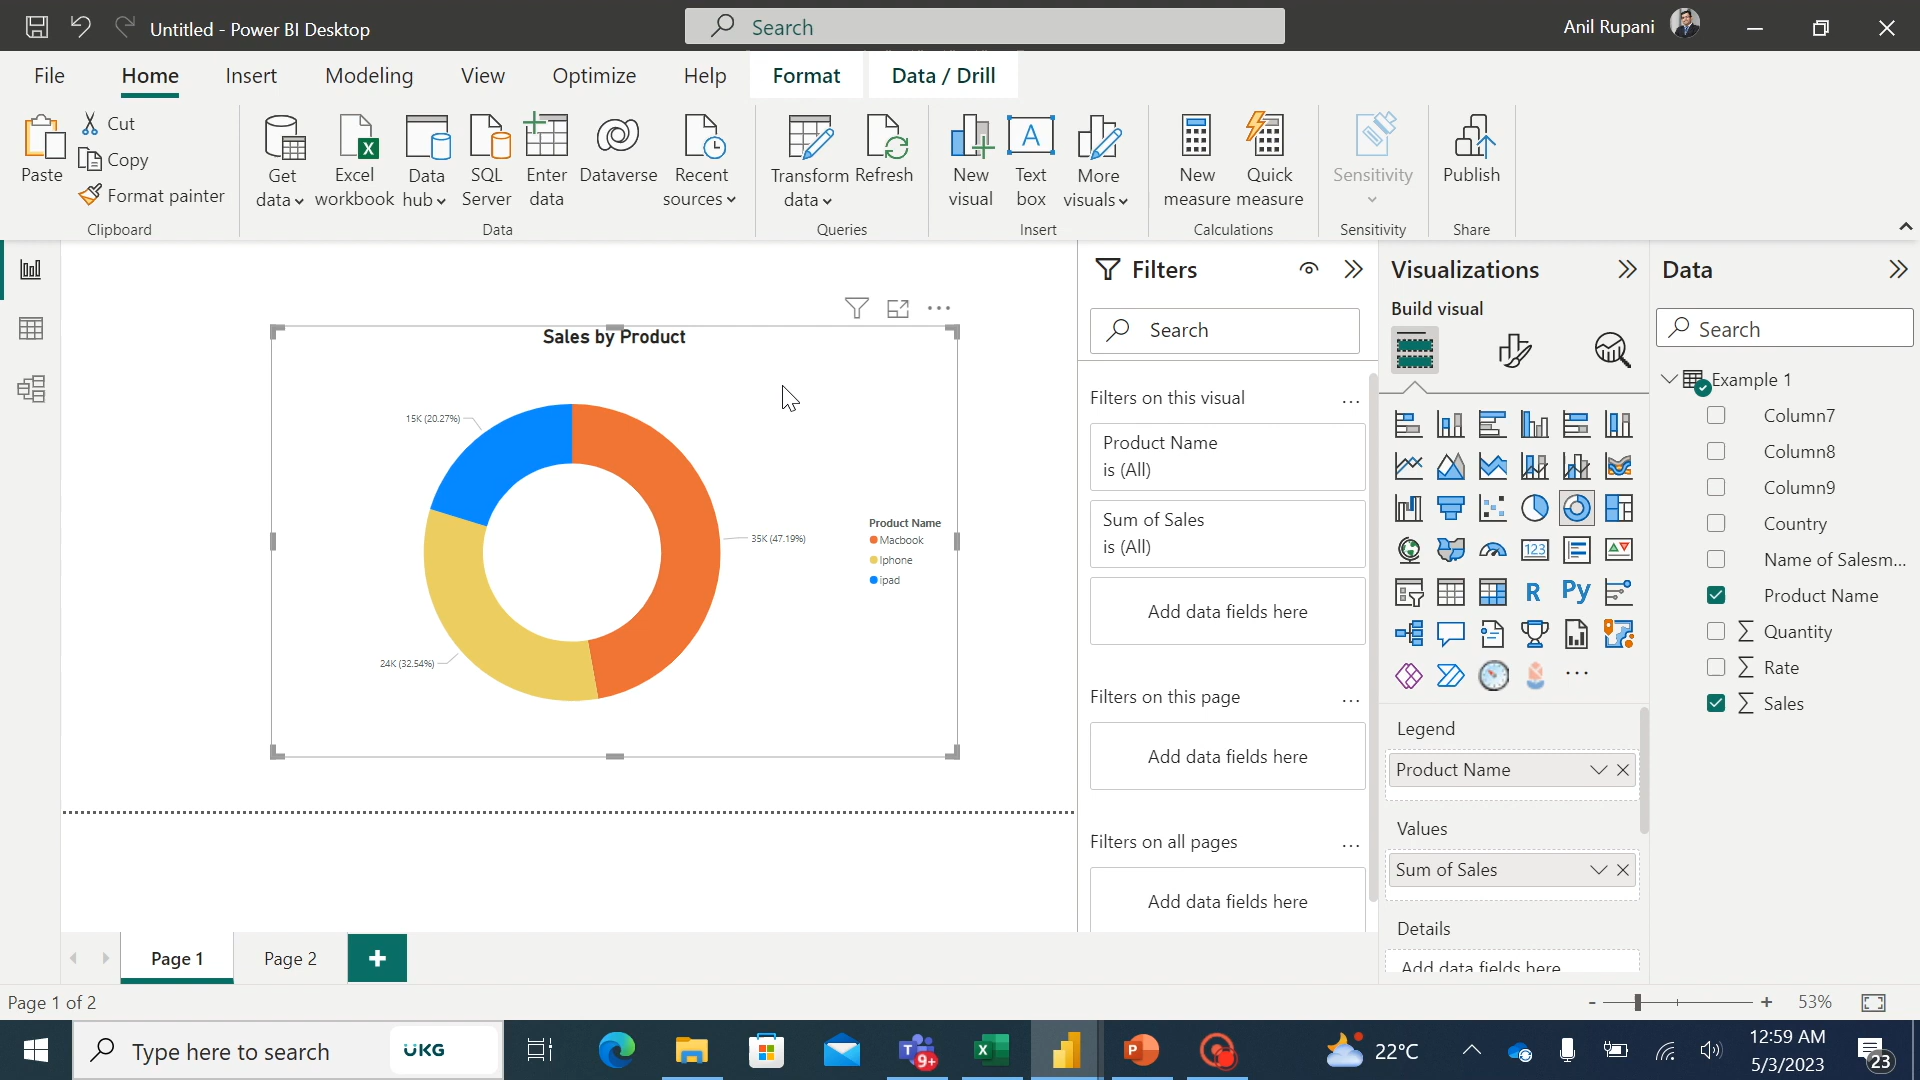 Untitled - Power BI Desktop
Search
Anil Rupani
File
Home
Insert
Modeling
View
Optimize
Help
Format
Data / Drill
Paste
Cut
Copy
Format painter
Clipboard
Get data
Excel workbook
Data hub
SQL Server
Enter data
Dataverse
Recent sources
Data
Transform data
Refresh
Queries
New visual
Text box
More visuals
Insert
New measure
Quick measure
Calculations
Sensitivity
Sensitivity
Publish
Share
Sales by Product
15K (20.27%)
35K (47.19%)
24K (32.54%)
Product Name
Macbook
Iphone
ipad
Filters
Search
Filters on this visual
...
Product Name
is (All)
Sum of Sales
is (All)
Add data fields here
Filters on this page
...
Add data fields here
Filters on all pages
...
Add data fields here
Visualizations
Build visual
123
R
Py
...
Legend
Product Name
Values
Sum of Sales
Details
Add data fields here
Data
Search
Example 1
Column7
Column8
Column9
Country
Name of Salesm...
Product Name
∑ Quantity
∑ Rate
∑ Sales
Page 1
Page 2
+
Page 1 of 2
- + 53%
Type here to search
UKG
9+
22°C
12:59 AM
5/3/2023
23